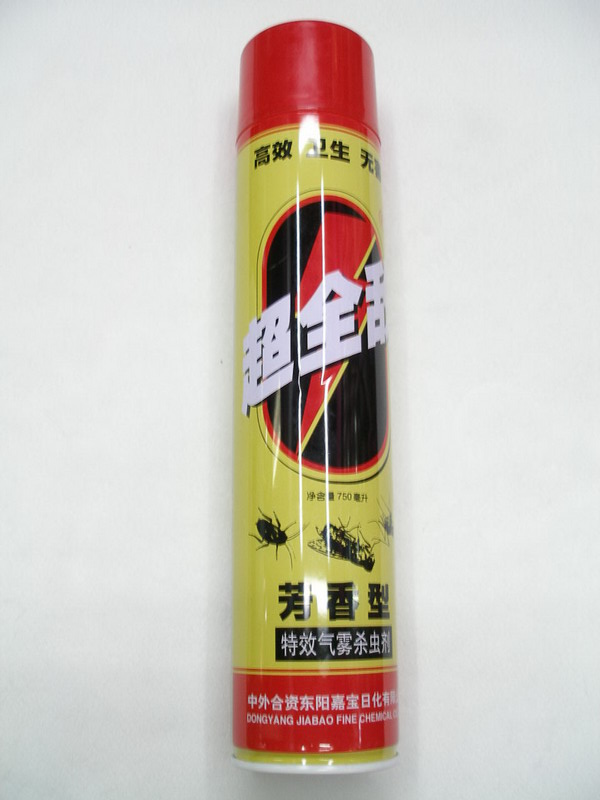 高效 卫生 无
超全敌
净含量 750 毫升
芳香型
特效气雾杀虫剂
中外合资东阳嘉宝日化有限
DONGYANG JIABAO FINE CHEMICAL